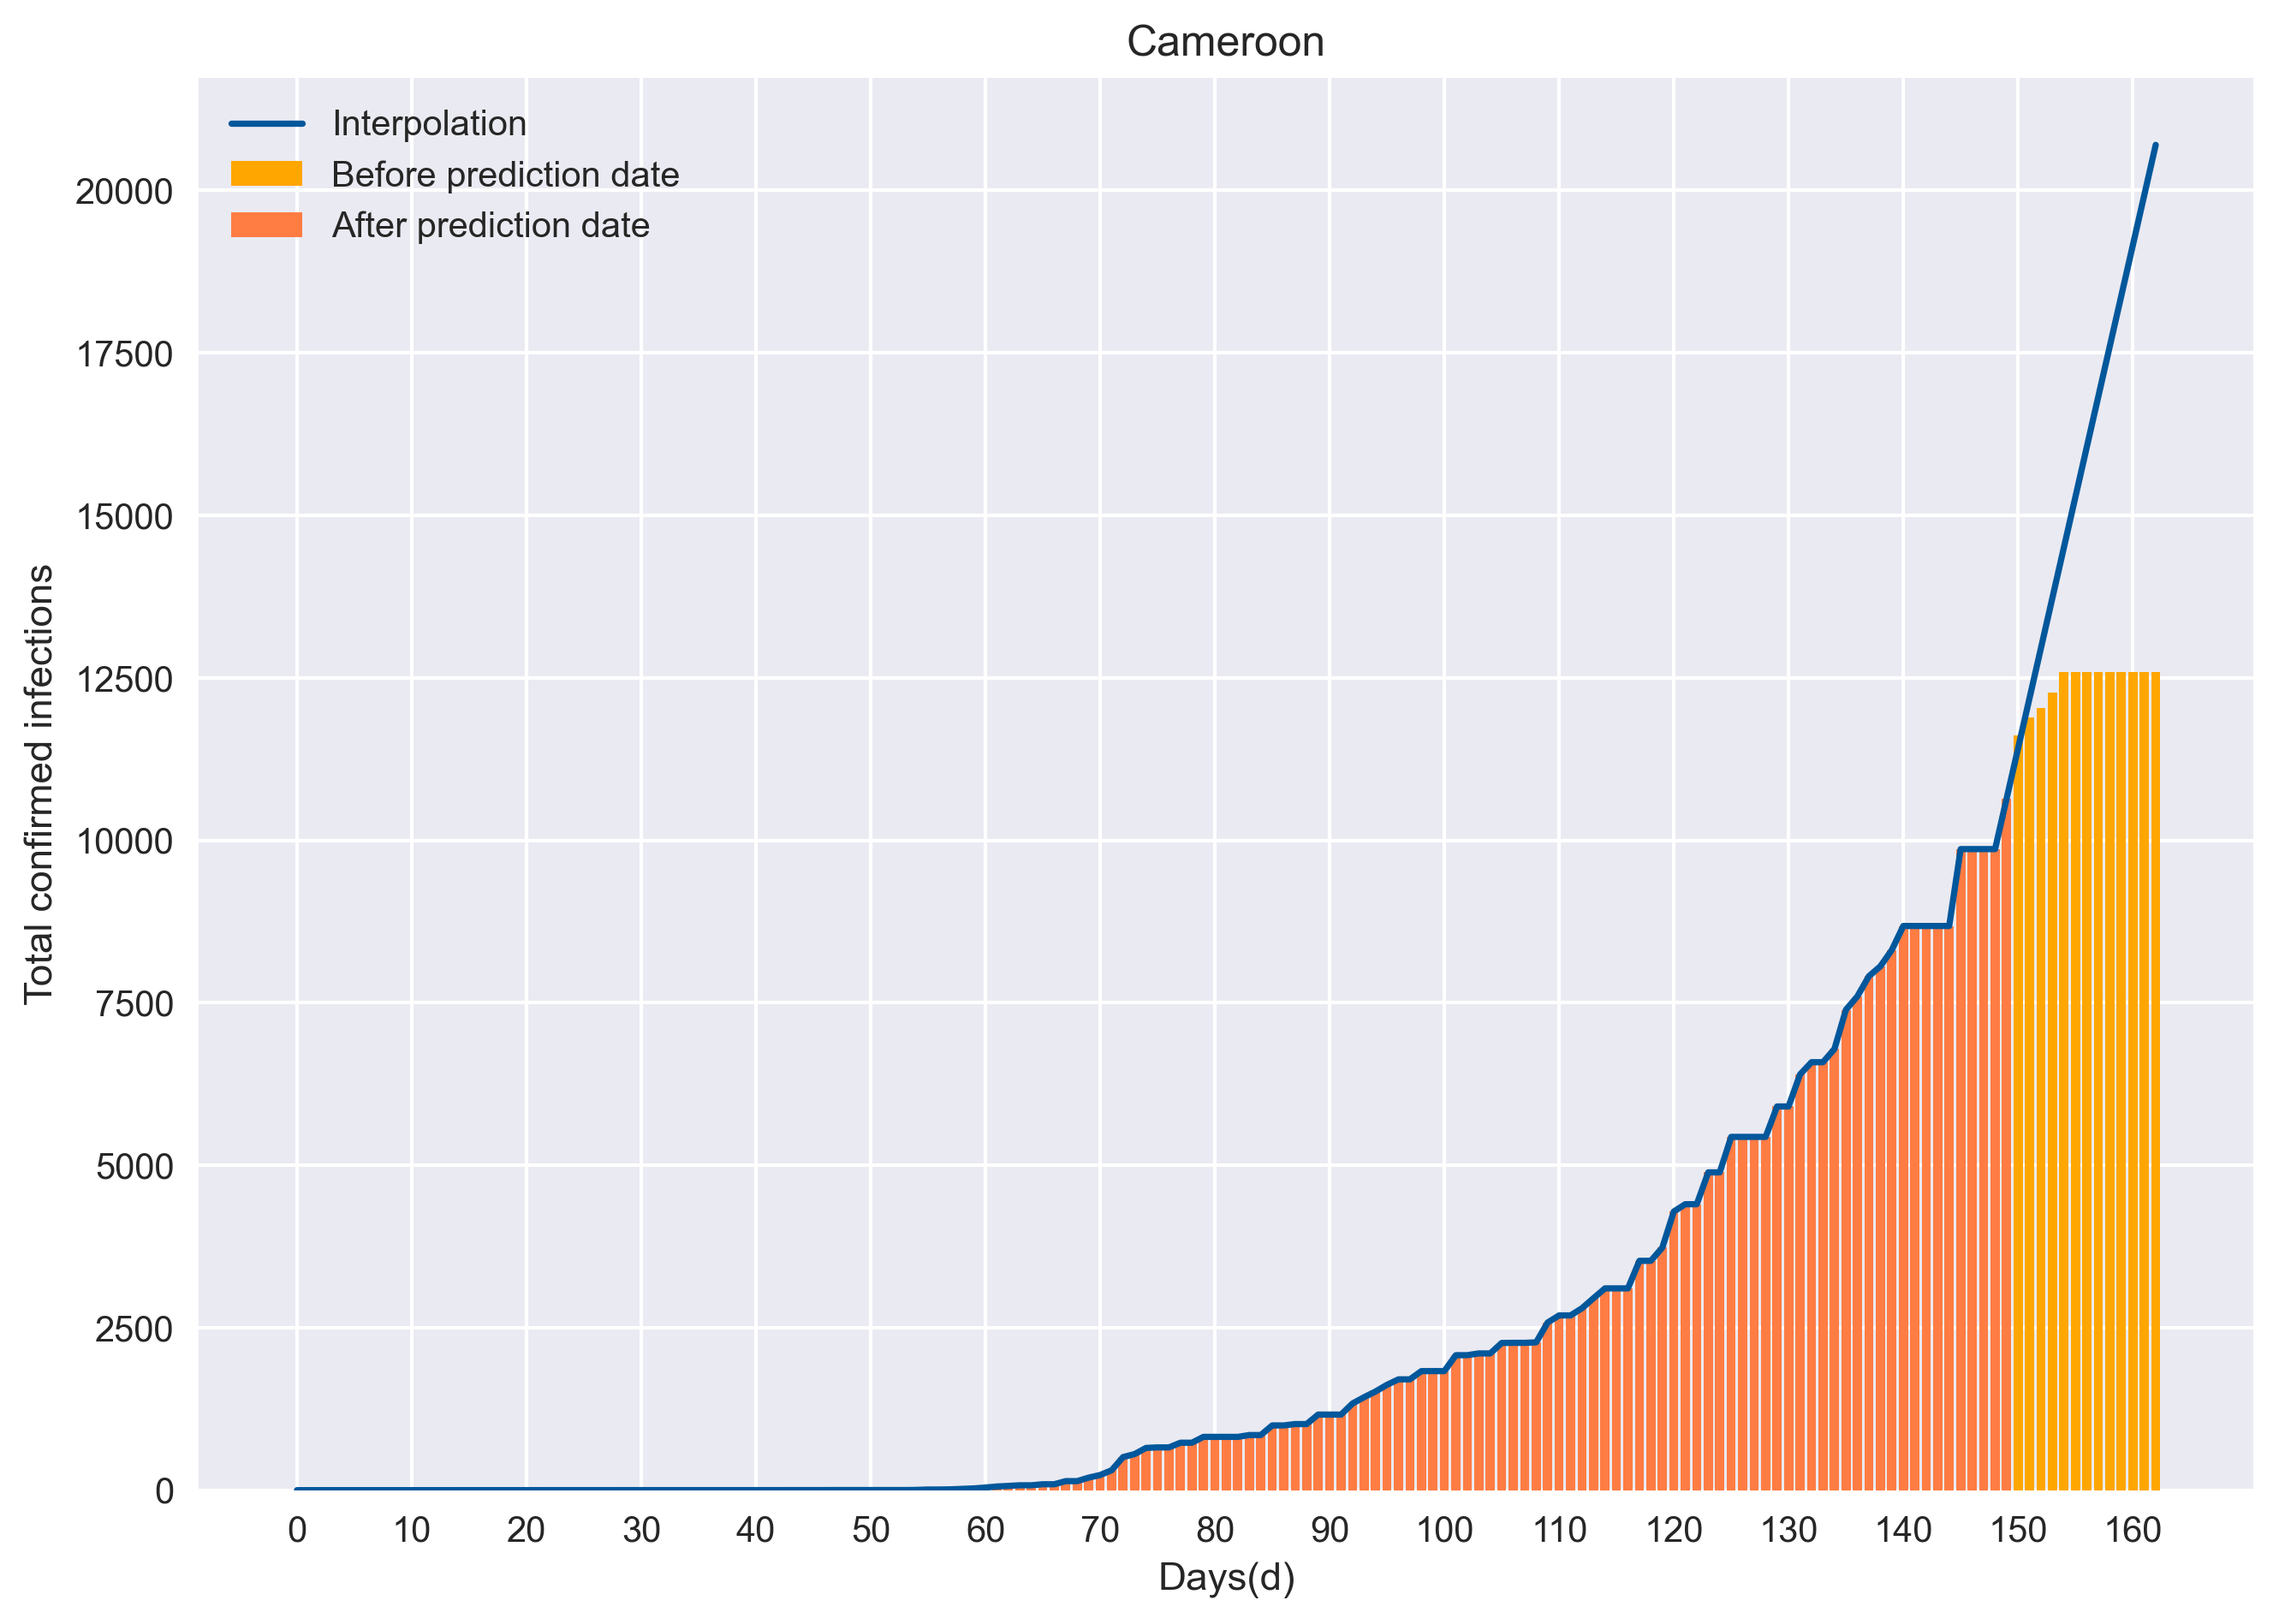 Cameroon
Interpolation
Before prediction date
After prediction date
20000
17500
15000
12500
10000
7500
5000
2500
0
Total confirmed infections
0 10 20 30 40 50 60 70 80 90 100 110 120 130 140 150 160
Days(d)